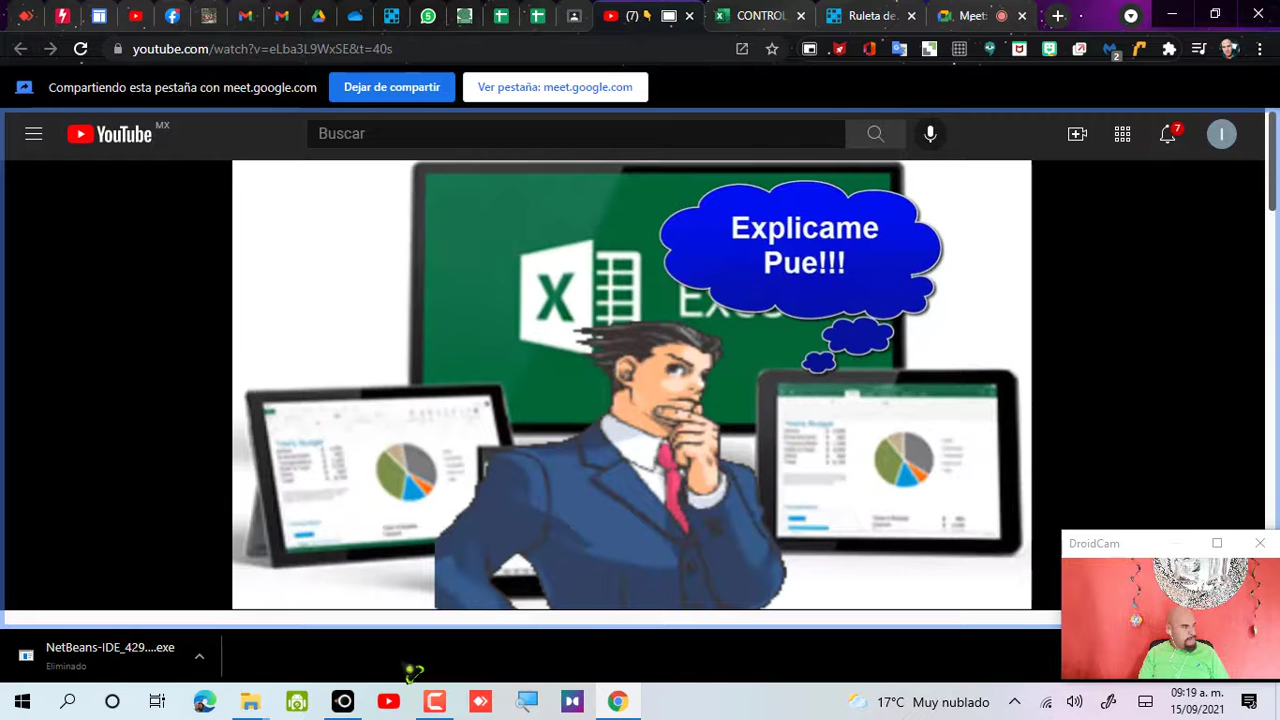 (7)
CONTROL
Ruleta de
Meet:
youtube.com/watch?v=eLba3L9WxSE&t=40s
2
Compartiendo esta pestaña con meet.google.com
Dejar de compartir
Ver pestaña: meet.google.com
YouTube MX
Buscar
7
I
Explicame
Pue!!!
X
DroidCam
NetBeans-IDE_429....exe
Eliminado
17°C Muy nublado
09:19 a. m.
15/09/2021